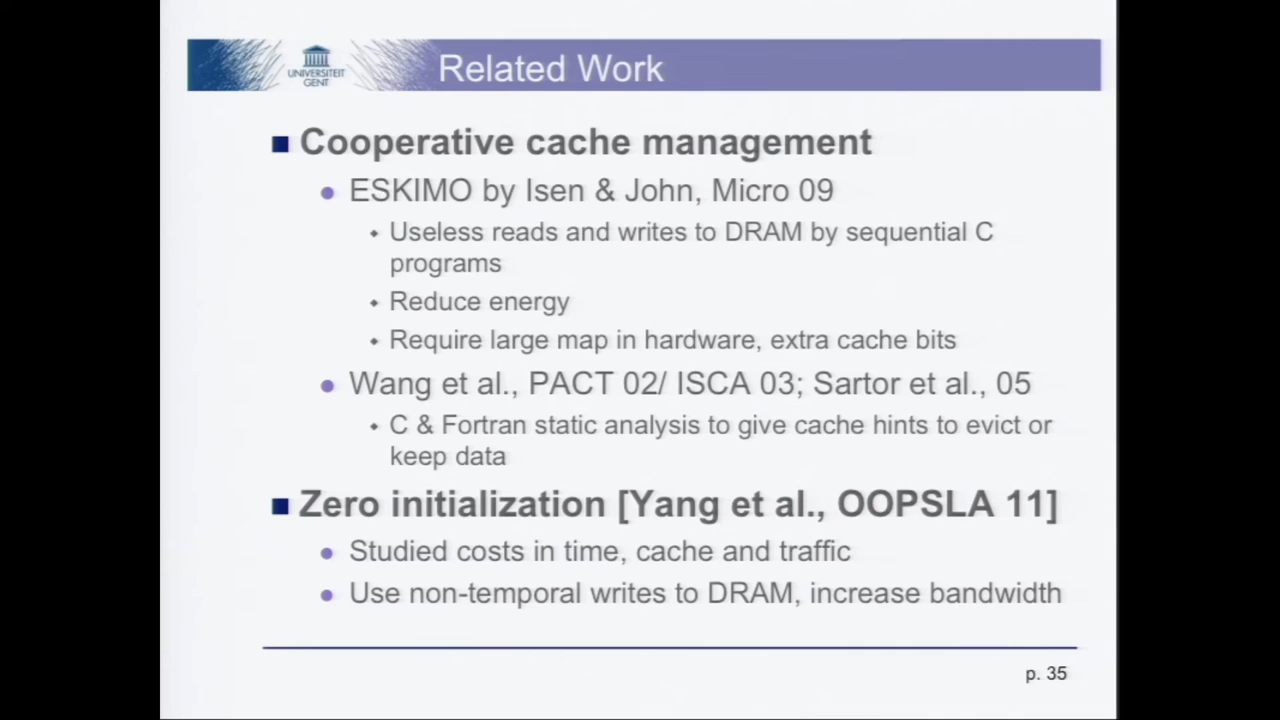 UNIVERSITEIT
GENT
Related Work
Cooperative cache management
ESKIMO by Isen & John, Micro 09
Useless reads and writes to DRAM by sequential C
programs
Reduce energy
Require large map in hardware, extra cache bits
Wang et al., PACT 02/ ISCA 03; Sartor et al., 05
C & Fortran static analysis to give cache hints to evict or
keep data
Zero initialization [Yang et al., OOPSLA 11]
Studied costs in time, cache and traffic
Use non-temporal writes to DRAM, increase bandwidth
p. 35